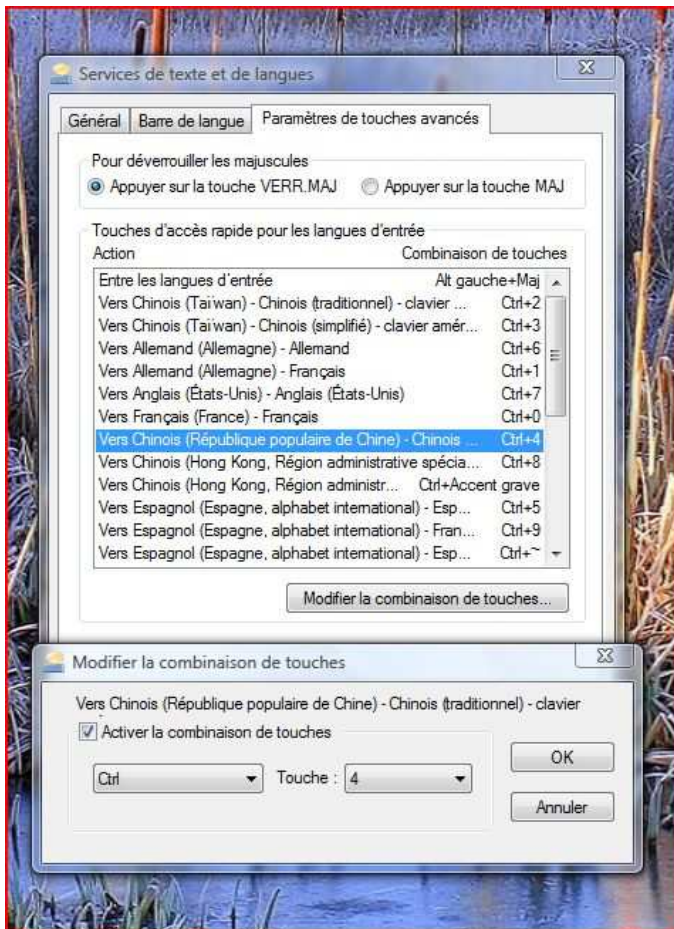 Services de texte et de langues
Général Barre de langue Paramètres de touches avancés
Pour déverrouiller les majuscules
Appuyer sur la touche VERR.MAJ Appuyer sur la touche MAJ
Touches d'accès rapide pour les langues d'entrée
Action Combinaison de touches
Entre les langues d'entrée Alt gauche+Maj
Vers Chinois (Taïwan) - Chinois (traditionnel) - clavier ... Ctrl+2
Vers Chinois (Taïwan) - Chinois (simplifié) - clavier amér... Ctrl+3
Vers Allemand (Allemagne) - Allemand Ctrl+6
Vers Allemand (Allemagne) - Français Ctrl+1
Vers Anglais (États-Unis) - Anglais (États-Unis) Ctrl+7
Vers Français (France) - Français Ctrl+0
Vers Chinois (République populaire de Chine) - Chinois ... Ctrl+4
Vers Chinois (Hong Kong, Région administrative spécia... Ctrl+8
Vers Chinois (Hong Kong, Région administr... Ctrl+Accent grave
Vers Espagnol (Espagne, alphabet international) - Esp... Ctrl+5
Vers Espagnol (Espagne, alphabet international) - Fran... Ctrl+9
Vers Espagnol (Espagne, alphabet international) - Esp... Ctrl+~
Modifier la combinaison de touches...
Modifier la combinaison de touches
Vers Chinois (République populaire de Chine) - Chinois (traditionnel) - clavier
Activer la combinaison de touches
Ctrl Touche : 4
OK
Annuler